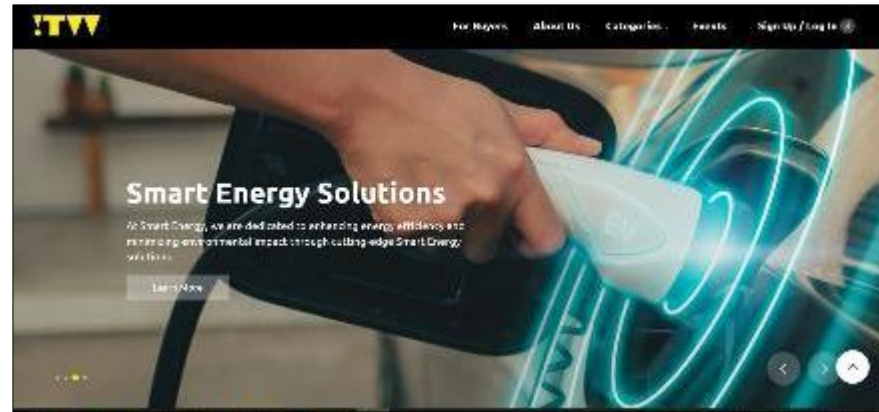 !TVV
For Buyers About Us Categories Events Sign Up / Log In
Smart Energy Solutions
At Smart Energy, we are dedicated to enhancing energy efficiency and
minimizing environmental impact through cutting-edge Smart Energy
solutions.
Learn More